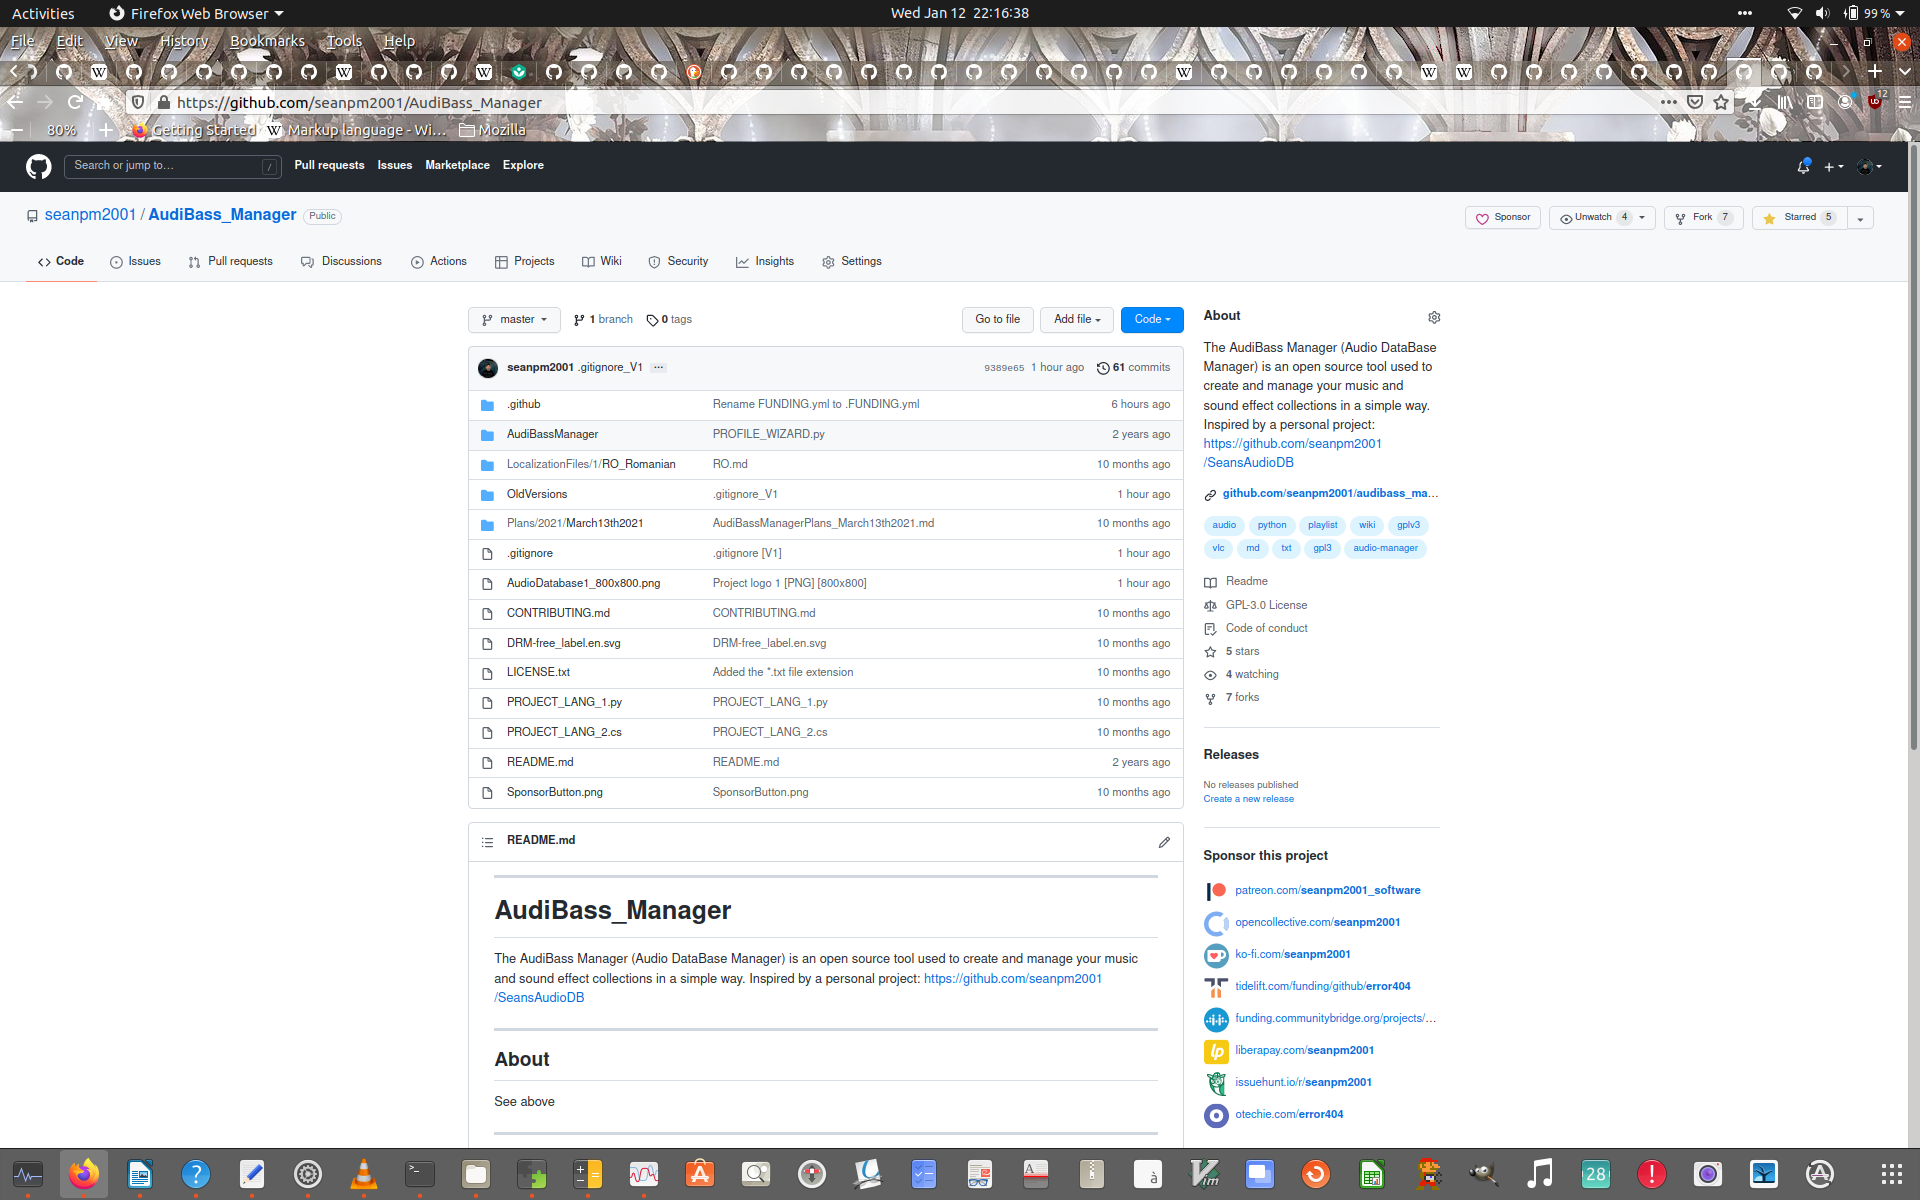 Activities Firefox Web Browser Wed Jan 12 22:16:38 99 %
File Edit View History Bookmarks Tools Help
https://github.com/seanpm2001/AudiBass_Manager 12
80% Getting Started Markup language - Wi… Mozilla
Search or jump to… / Pull requests Issues Marketplace Explore
seanpm2001 / AudiBass_Manager Public Sponsor Unwatch 4 Fork 7 Starred 5
Code Issues Pull requests Discussions Actions Projects Wiki Security Insights Settings
master 1 branch 0 tags Go to file Add file Code
seanpm2001 .gitignore_V1 ... 9389e65 1 hour ago 61 commits
.github Rename FUNDING.yml to .FUNDING.yml 6 hours ago
AudiBassManager PROFILE_WIZARD.py 2 years ago
LocalizationFiles/1/RO_Romanian RO.md 10 months ago
OldVersions .gitignore_V1 1 hour ago
Plans/2021/March13th2021 AudiBassManagerPlans_March13th2021.md 10 months ago
.gitignore .gitignore [V1] 1 hour ago
AudioDatabase1_800x800.png Project logo 1 [PNG] [800x800] 1 hour ago
CONTRIBUTING.md CONTRIBUTING.md 10 months ago
DRM-free_label.en.svg DRM-free_label.en.svg 10 months ago
LICENSE.txt Added the *.txt file extension 10 months ago
PROJECT_LANG_1.py PROJECT_LANG_1.py 10 months ago
PROJECT_LANG_2.cs PROJECT_LANG_2.cs 10 months ago
README.md README.md 2 years ago
SponsorButton.png SponsorButton.png 10 months ago
README.md
AudiBass_Manager
The AudiBass Manager (Audio DataBase Manager) is an open source tool used to create and manage your music
and sound effect collections in a simple way. Inspired by a personal project: https://github.com/seanpm2001
/SeansAudioDB
About
See above
About
The AudiBass Manager (Audio DataBase
Manager) is an open source tool used to
create and manage your music and
sound effect collections in a simple way.
Inspired by a personal project:
https://github.com/seanpm2001
/SeansAudioDB
github.com/seanpm2001/audibass_ma…
audio python playlist wiki gplv3
vlc md txt gpl3 audio-manager
Readme
GPL-3.0 License
Code of conduct
5 stars
4 watching
7 forks
Releases
No releases published
Create a new release
Sponsor this project
patreon.com/seanpm2001_software
opencollective.com/seanpm2001
ko-fi.com/seanpm2001
tidelift.com/funding/github/error404
funding.communitybridge.org/projects/…
liberapay.com/seanpm2001
issuehunt.io/r/seanpm2001
otechie.com/error404
28